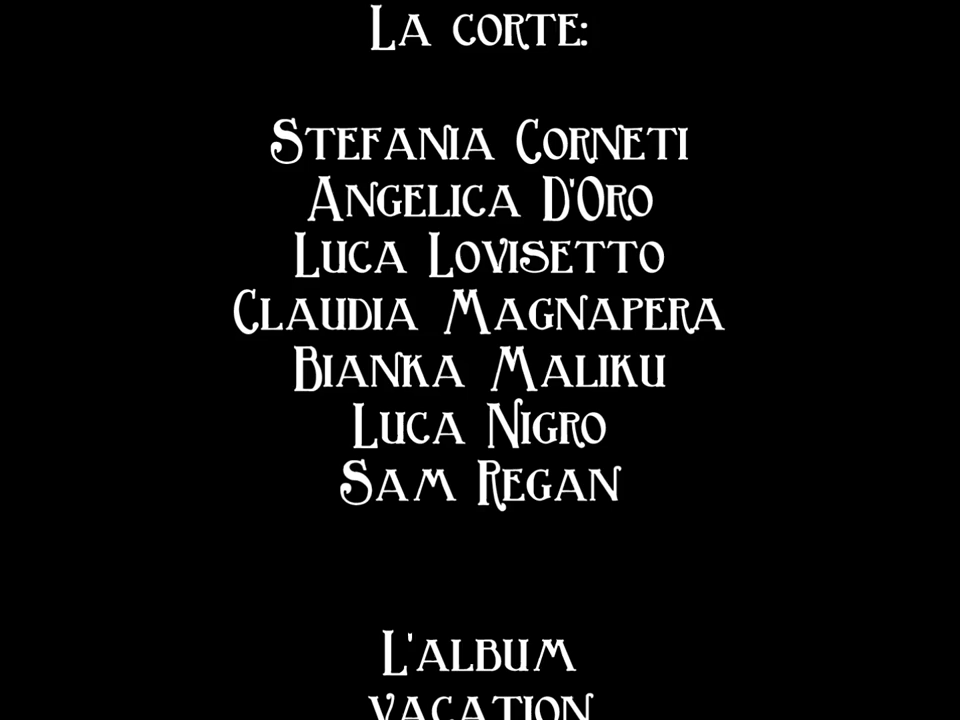 La corte:
Stefania Corneti
Angelica D'Oro
Luca Lovisetto
Claudia Magnapera
Bianka Maliku
Luca Nigro
Sam Regan
L'album
vacation